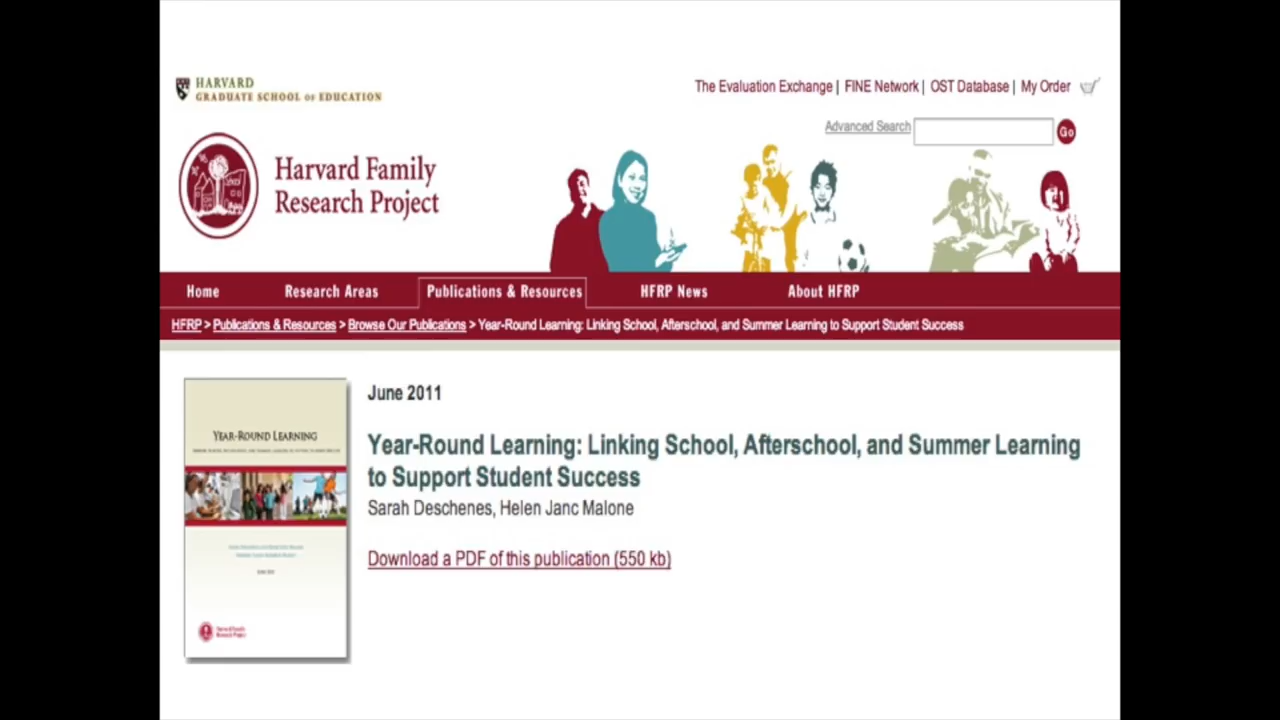 HARVARD
GRADUATE SCHOOL OF EDUCATION
The Evaluation Exchange | FINE Network | OST Database | My Order
Advanced Search Go
Harvard Family
Research Project
Home Research Areas Publications & Resources HFRP News About HFRP
HFRP > Publications & Resources > Browse Our Publications > Year-Round Learning: Linking School, Afterschool, and Summer Learning to Support Student Success
June 2011
Year-Round Learning: Linking School, Afterschool, and Summer Learning
to Support Student Success
Sarah Deschenes, Helen Janc Malone
Download a PDF of this publication (550 kb)
YEAR-ROUND LEARNING
Harvard Family
Research Project